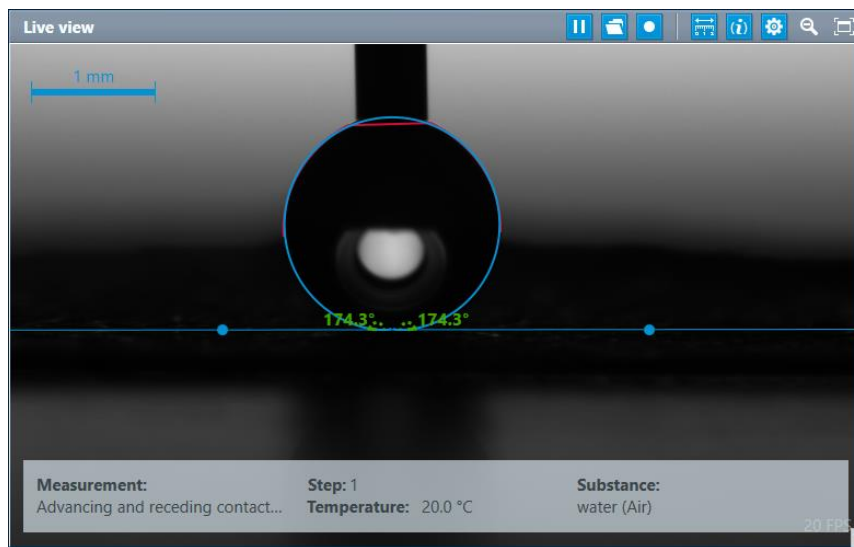 Live view
1 mm
174.3°
174.3°
Measurement:
Advancing and receding contact...
Step: 1
Temperature: 20.0 °C
Substance:
water (Air)
20 FPS